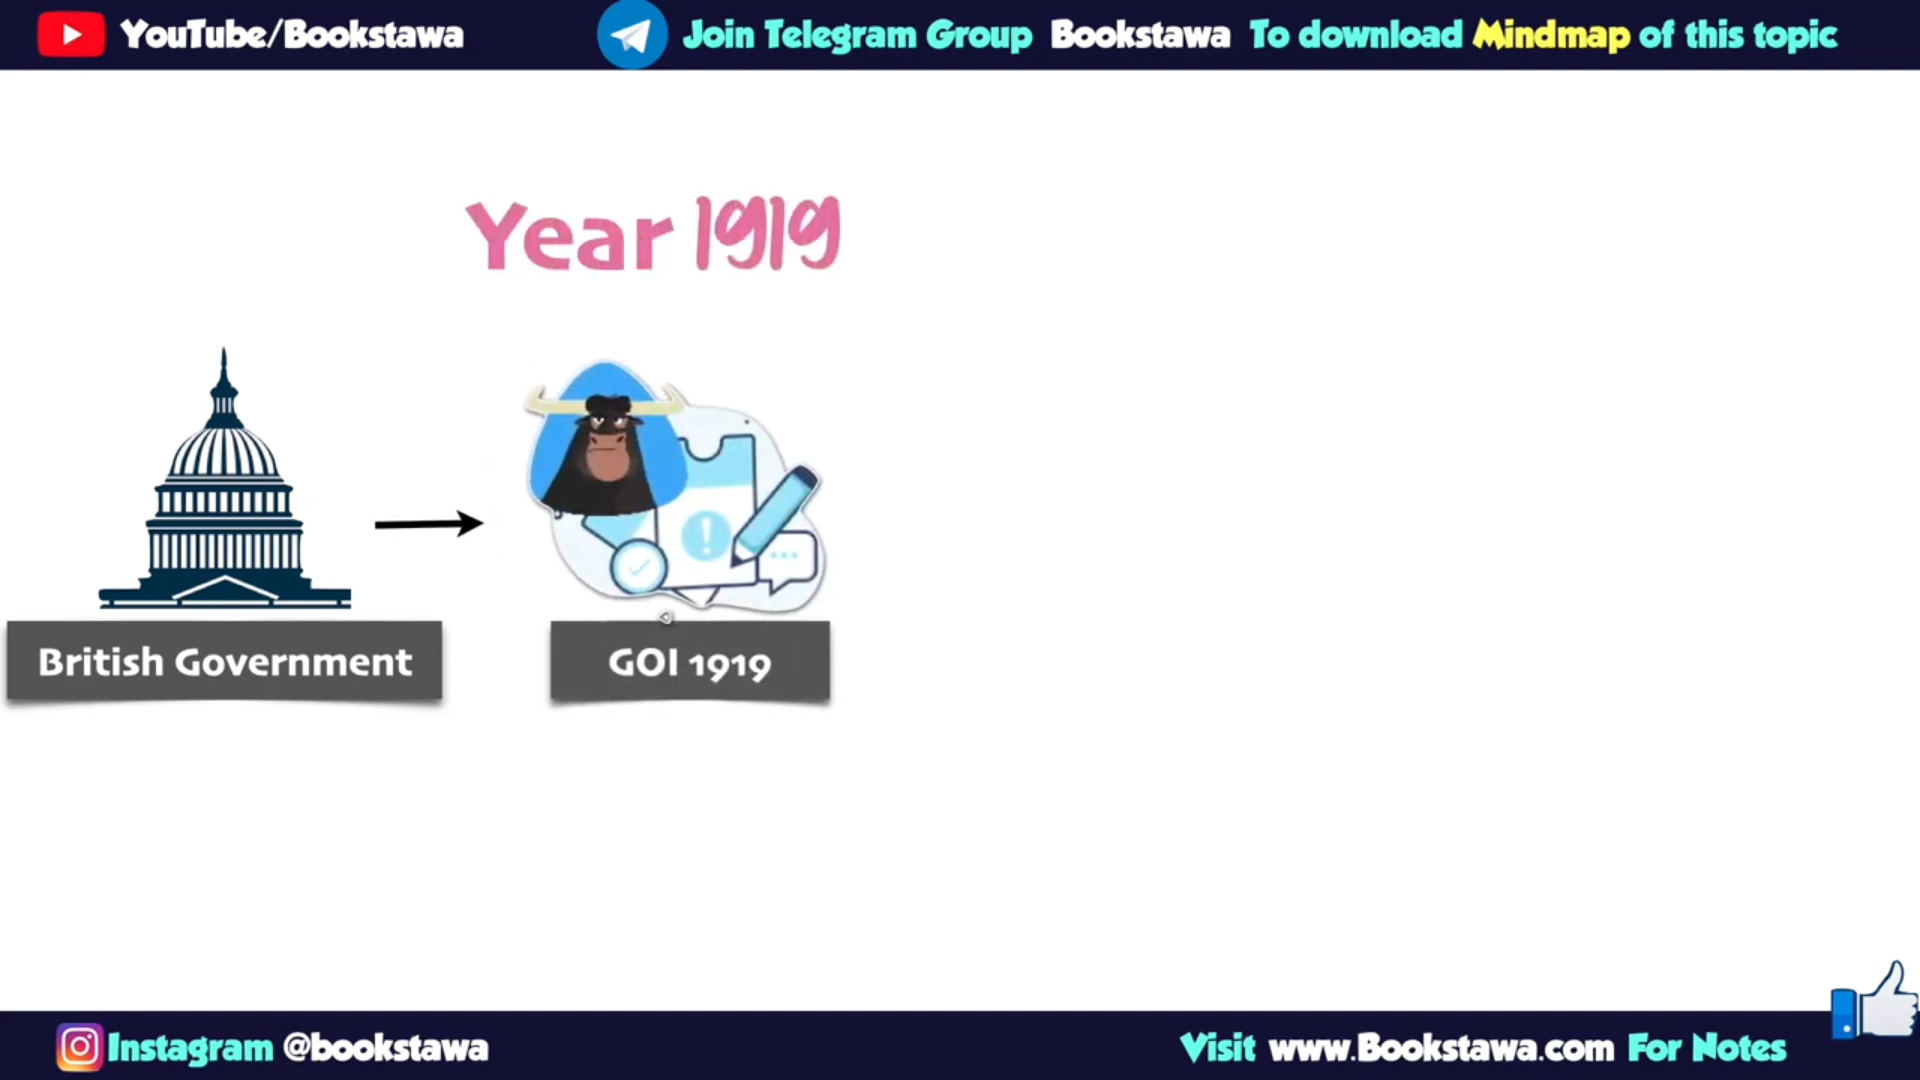 YouTube/Bookstawa
Join Telegram Group Bookstawa To download Mindmap of this topic
Year 1919
British Government
GOI 1919
Instagram @bookstawa
Visit www.Bookstawa.com For Notes